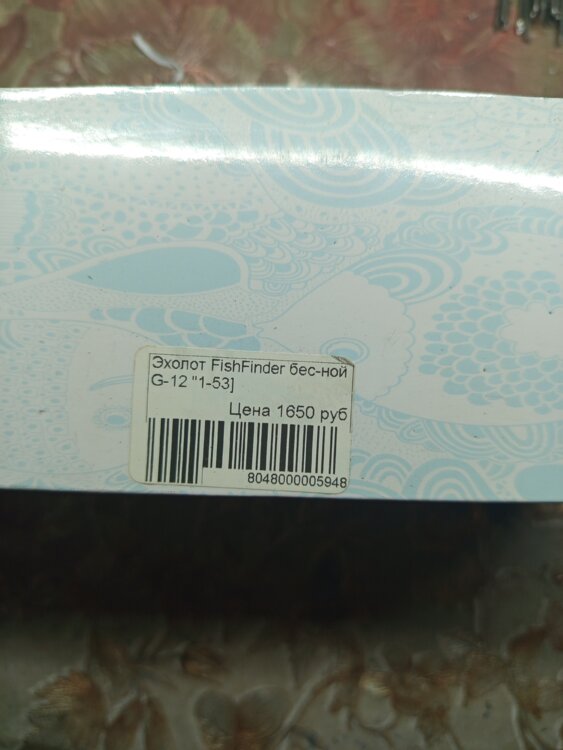 Эхолот FishFinder бес-ной
G-12 "1-53]
Цена 1650 руб
8048000005948